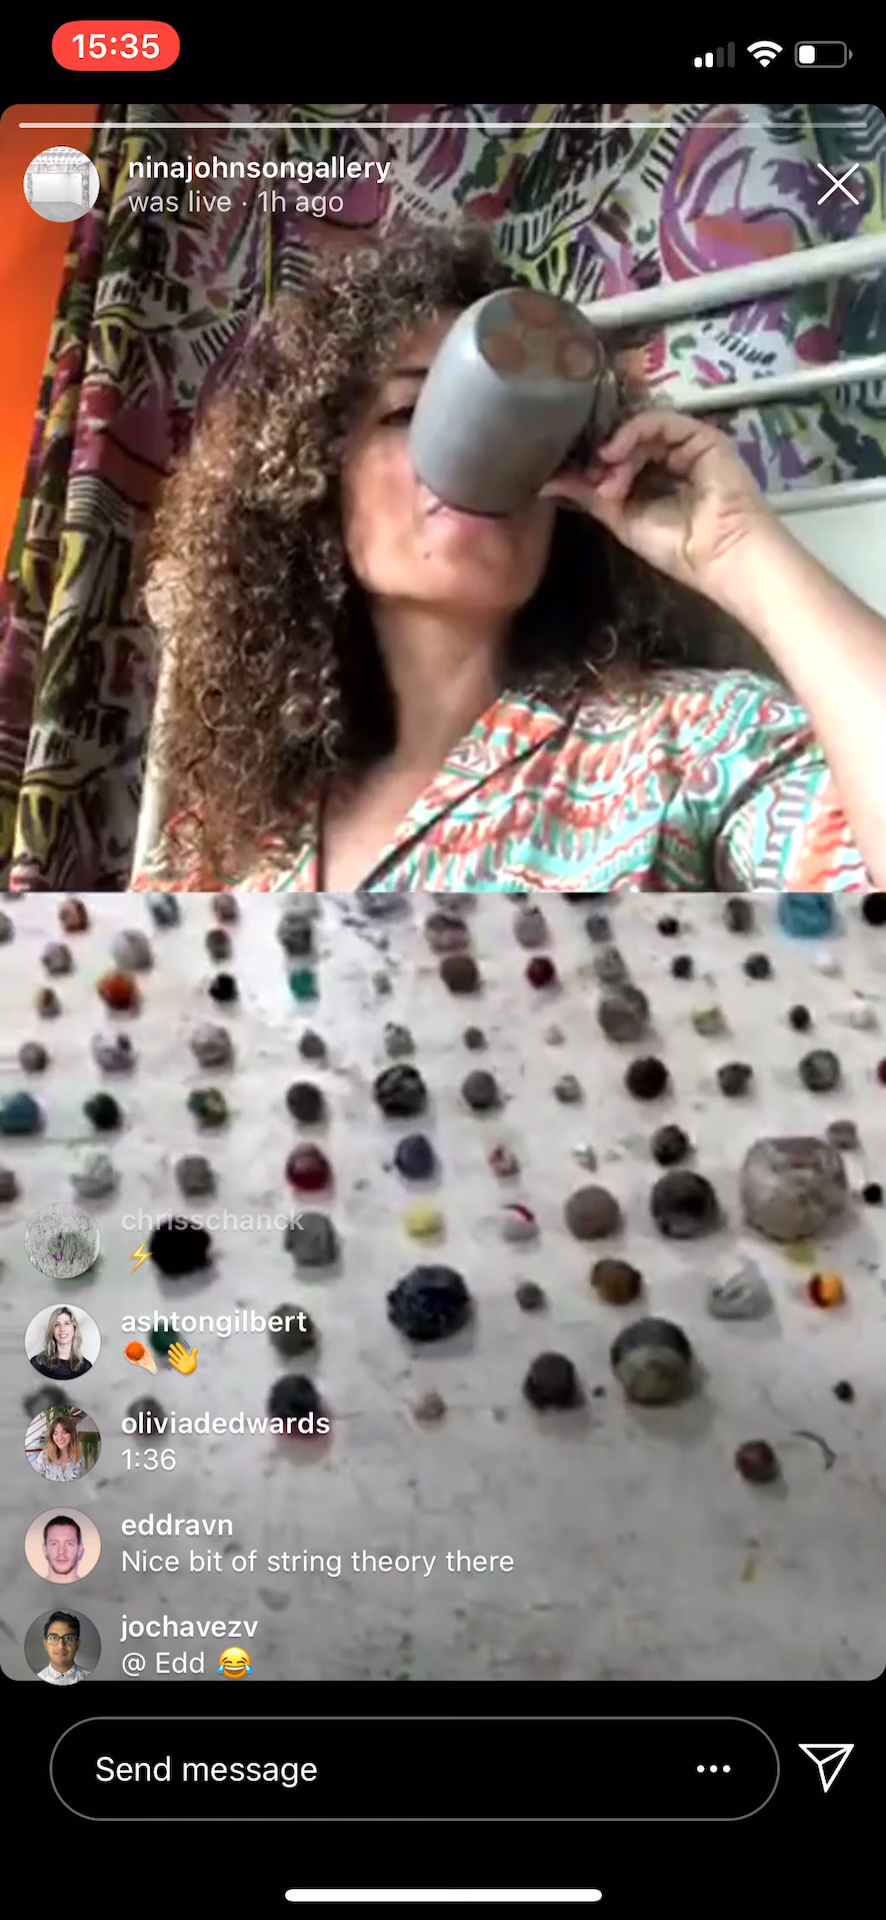 15:35
ninajohnsongallery
was live · 1h ago
chrisschanck
⚡
ashtongilbert
☄️👋
oliviadedwards
1:36
eddravn
Nice bit of string theory there
jochavezv
@ Edd 😂
Send message